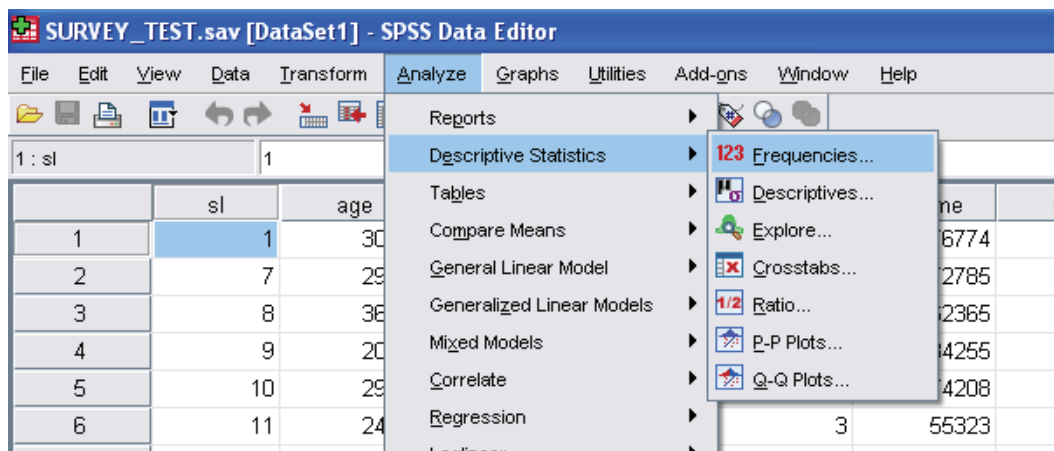 SURVEY_TEST.sav [DataSet1] - SPSS Data Editor
File Edit View Data Transform Analyze Graphs Utilities Add-ons Window Help
1 : sl 1
Reports
Descriptive Statistics
Tables
Compare Means
General Linear Model
Generalized Linear Models
Mixed Models
Correlate
Regression
123 Frequencies...
Descriptives...
Explore...
Crosstabs...
1/2 Ratio...
P-P Plots...
Q-Q Plots...
sl age
1 1 30
2 7 29
3 8
4 9 20
5 10 29
6 11 24 3 55323